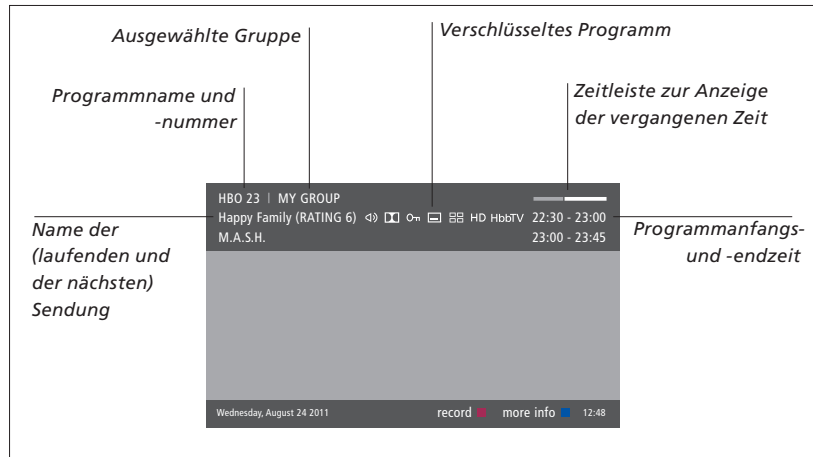 Ausgewählte Gruppe
Verschlüsseltes Programm
Programmname und
-nummer
Zeitleiste zur Anzeige
der vergangenen Zeit
HBO 23 | MY GROUP
Happy Family (RATING 6) HD HbbTV 22:30 - 23:00
M.A.S.H. 23:00 - 23:45
Name der
(laufenden und
der nächsten)
Sendung
Programmanfangs-
und -endzeit
Wednesday, August 24 2011 record more info 12:48